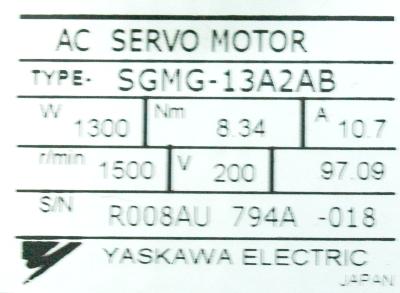 AC SERVO MOTOR
TYPE- SGMG-13A2AB
W 1300 Nm 8.34 A 10.7
r/min 1500 V 200 97.09
S/N R008AU 794A -018
YASKAWA ELECTRIC
JAPAN